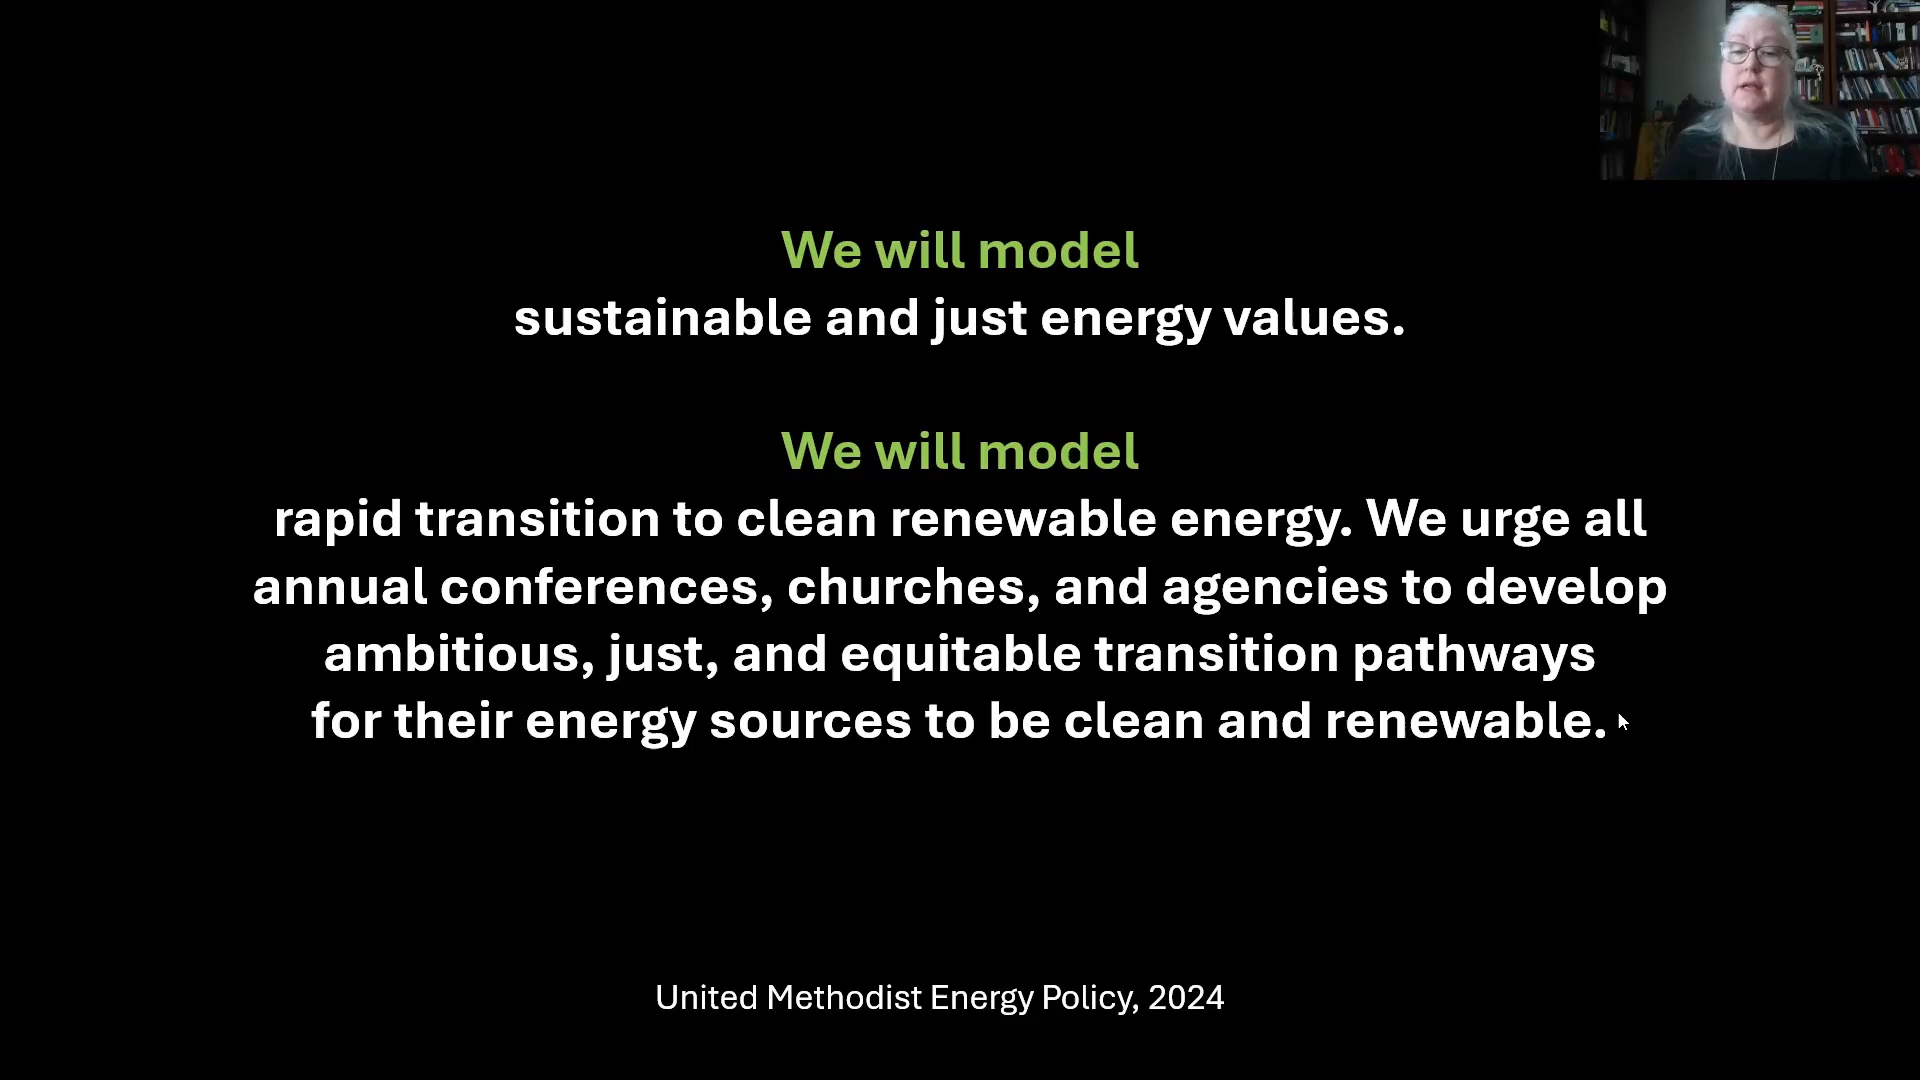 We will model
sustainable and just energy values.
We will model
rapid transition to clean renewable energy. We urge all
annual conferences, churches, and agencies to develop
ambitious, just, and equitable transition pathways
for their energy sources to be clean and renewable.
United Methodist Energy Policy, 2024